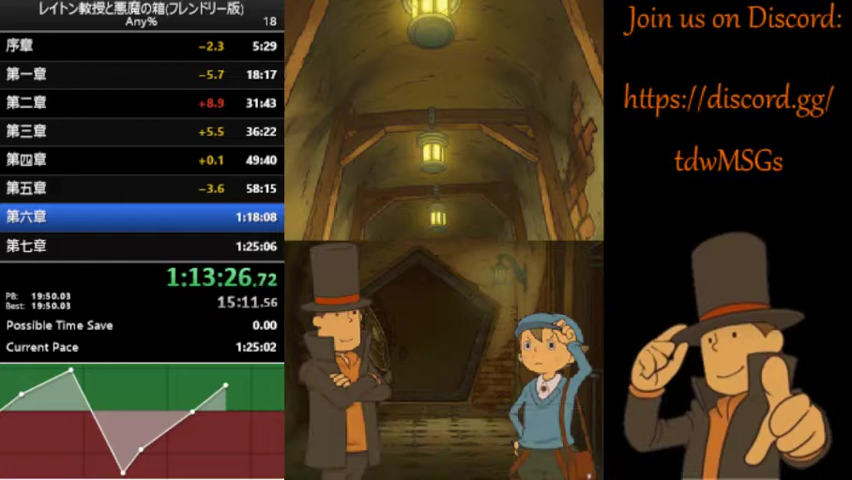 レイトン教授と悪魔の箱(フレンドリー版)
Any% 18
序章 −2.3 5:29
第一章 −5.7 18:17
第二章 +8.9 31:43
第三章 +5.5 36:22
第四章 +0.1 49:40
第五章 −3.6 58:15
第六章 1:18:08
第七章 1:25:06
1:13:26.72
PB: 19:50.03
Best: 19:50.03
15:11.56
Possible Time Save 0.00
Current Pace 1:25:02
Join us on Discord:
https://discord.gg/
tdwMSGs